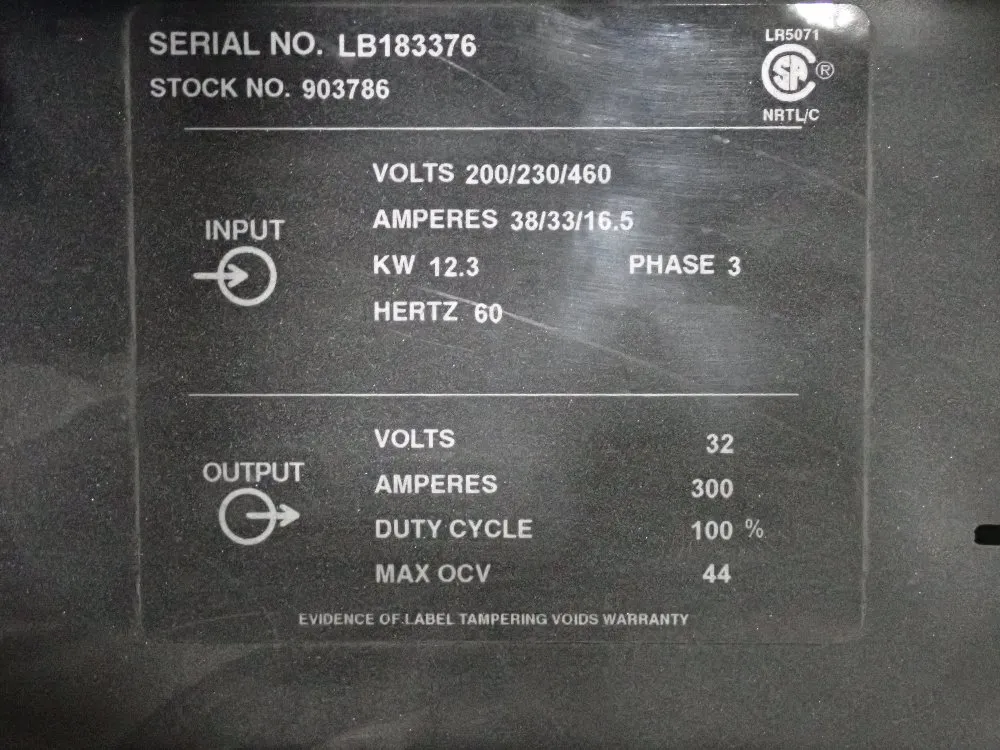 SERIAL NO. LB183376
STOCK NO. 903786
LR5071
SA ®
NRTL/C
INPUT
VOLTS 200/230/460
AMPERES 38/33/16.5
KW 12.3 PHASE 3
HERTZ 60
OUTPUT
VOLTS 32
AMPERES 300
DUTY CYCLE 100 %
MAX OCV 44
EVIDENCE OF LABEL TAMPERING VOIDS WARRANTY